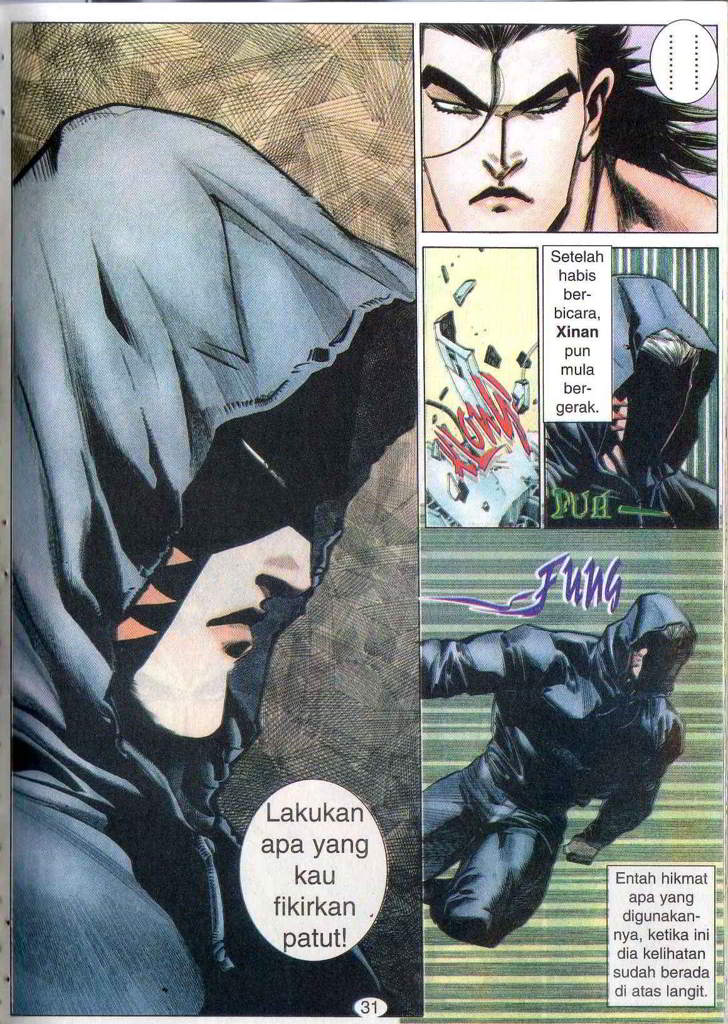 Lakukan
apa yang
kau
fikirkan
patut!
31
Setelah
habis
ber-
bicara,
Xinan
pun
mula
ber-
gerak.
PUH
FUNG
Entah hikmat
apa yang
digunakan-
nya, ketika ini
dia kelihatan
sudah berada
di atas langit.